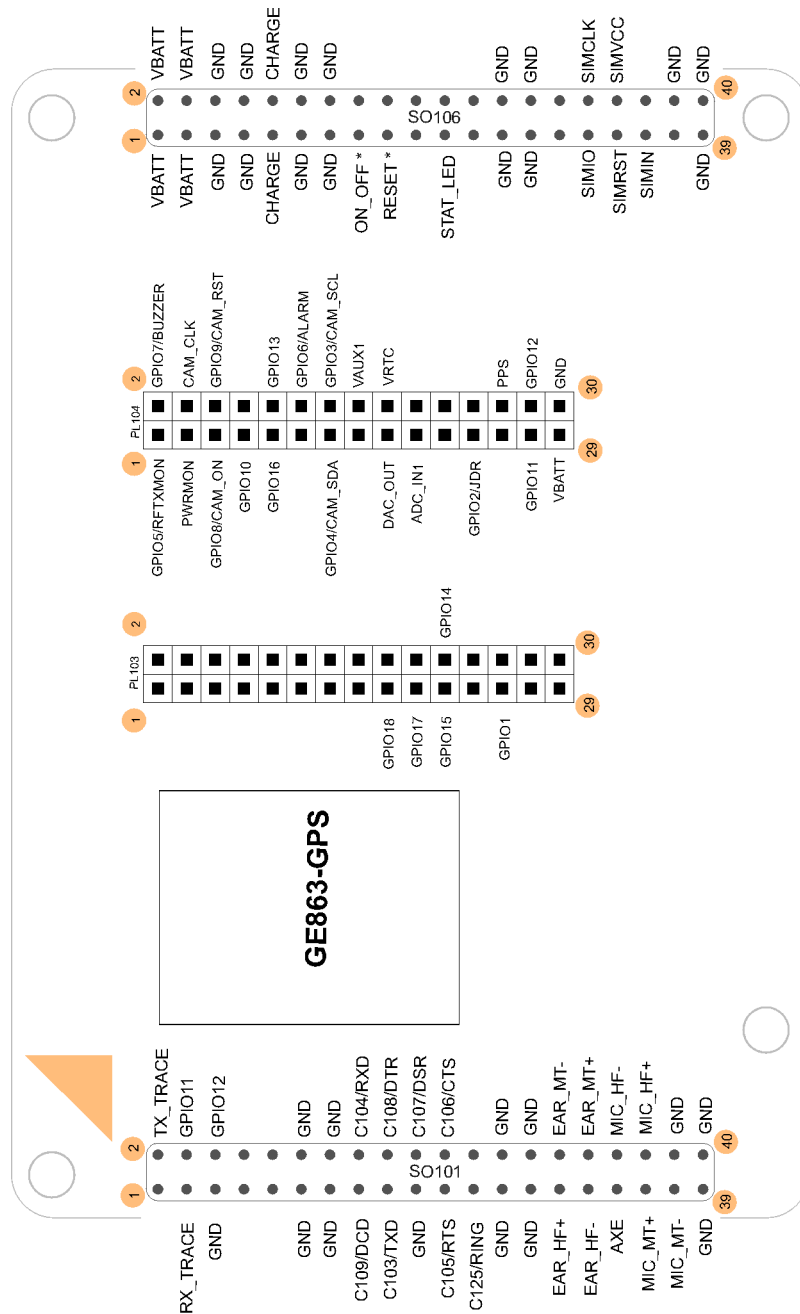 2
VBATT
VBATT
GND
GND
CHARGE
GND
GND
GND
GND
SIMCLK
SIMVCC
GND
GND
40
SO106
1
VBATT
VBATT
GND
GND
CHARGE
GND
GND
ON_OFF *
RESET *
STAT_LED
GND
GND
SIMIO
SIMRST
SIMIN
GND
39
2
GPIO7/BUZZER
CAM_CLK
GPIO9/CAM_RST
GPIO13
GPIO6/ALARM
GPIO3/CAM_SCL
VAUX1
VRTC
PPS
GPIO12
GND
30
PL104
1
GPIO5/RFTXMON
PWRMON
GPIO8/CAM_ON
GPIO10
GPIO16
GPIO4/CAM_SDA
DAC_OUT
ADC_IN1
GPIO2/JDR
GPIO11
VBATT
29
2
GPIO14
30
PL103
1
GPIO18
GPIO17
GPIO15
GPIO1
29
GE863-GPS
2
TX_TRACE
GPIO11
GPIO12
GND
GND
C104/RXD
C108/DTR
C107/DSR
C106/CTS
GND
GND
EAR_MT-
EAR_MT+
MIC_HF-
MIC_HF+
GND
GND
40
SO101
1
RX_TRACE
GND
GND
GND
C109/DCD
C103/TXD
GND
C105/RTS
C125/RING
GND
GND
EAR_HF+
EAR_HF-
AXE
MIC_MT+
MIC_MT-
GND
39